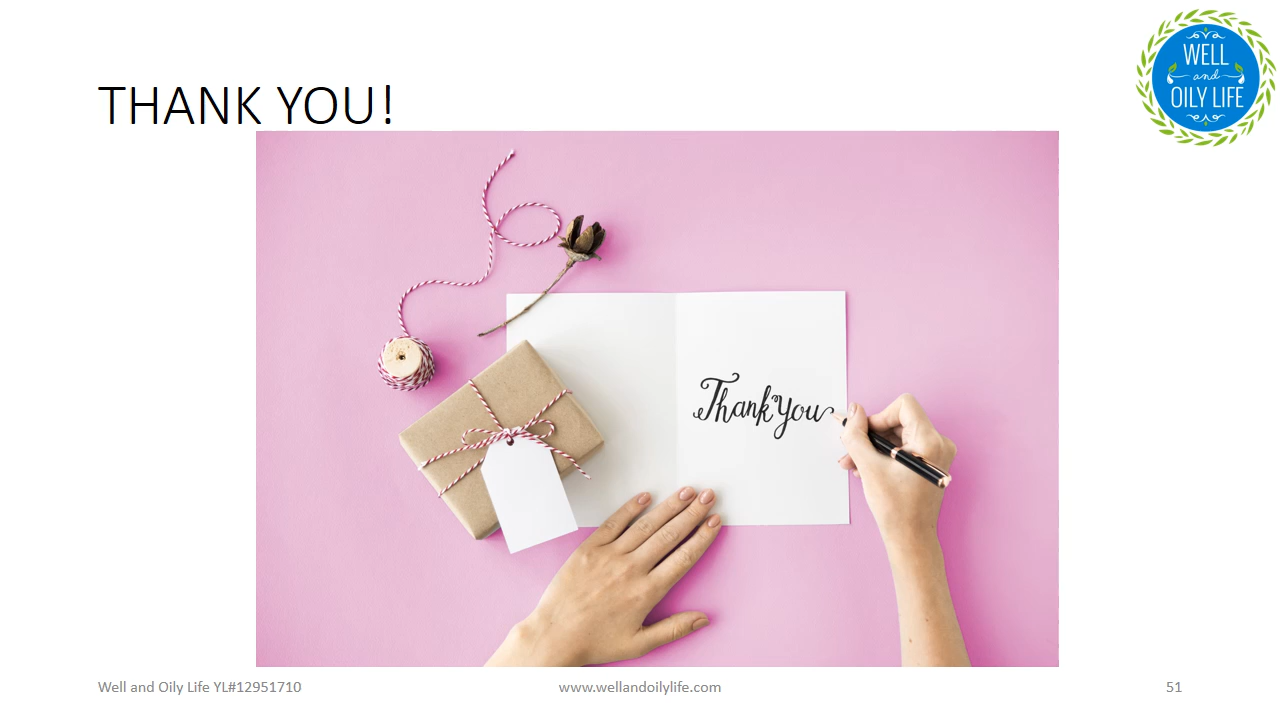 THANK YOU!
WELL
and
OILY LIFE
Thank You
Well and Oily Life YL#12951710
www.wellandoilylife.com
51